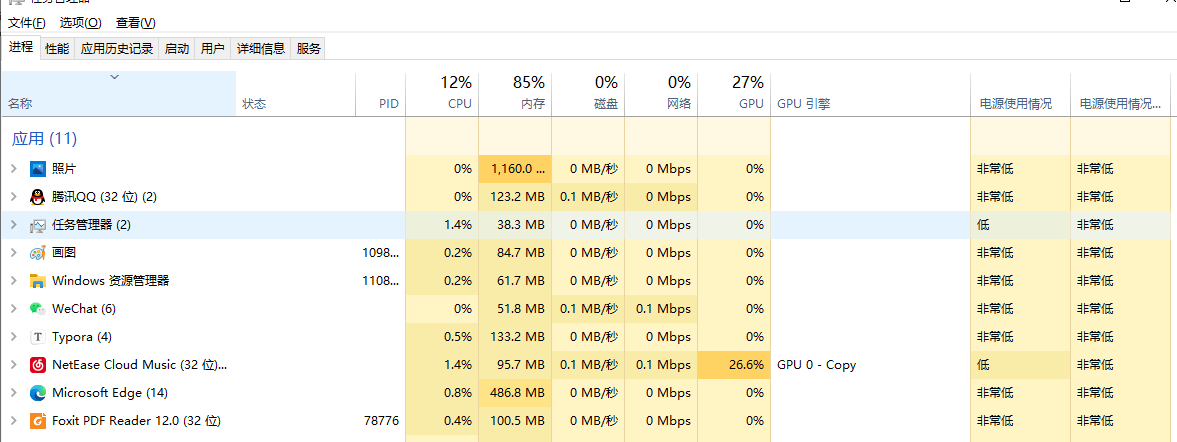 任务管理器
文件(F) 选项(O) 查看(V)
进程 性能 应用历史记录 启动 用户 详细信息 服务
12% 85% 0% 0% 27%
名称 状态 PID CPU 内存 磁盘 网络 GPU GPU 引擎 电源使用情况 电源使用情况...
应用 (11)
照片 0% 1,160.0 ... 0 MB/秒 0 Mbps 0% 非常低 非常低
腾讯QQ (32 位) (2) 0% 123.2 MB 0.1 MB/秒 0 Mbps 0% 非常低 非常低
任务管理器 (2) 1.4% 38.3 MB 0 MB/秒 0 Mbps 0% 低 非常低
画图 1098... 0.2% 84.7 MB 0 MB/秒 0 Mbps 0% 非常低 非常低
Windows 资源管理器 1108... 0.2% 61.7 MB 0 MB/秒 0 Mbps 0% 非常低 非常低
WeChat (6) 0% 51.8 MB 0.1 MB/秒 0.1 Mbps 0% 非常低 非常低
T Typora (4) 0.5% 133.2 MB 0 MB/秒 0 Mbps 0% 非常低 非常低
NetEase Cloud Music (32 位)... 1.4% 95.7 MB 0.1 MB/秒 0.1 Mbps 26.6% GPU 0 - Copy 低 非常低
Microsoft Edge (14) 0.8% 486.8 MB 0 MB/秒 0 Mbps 0% 非常低 非常低
Foxit PDF Reader 12.0 (32 位) 78776 0.4% 100.5 MB 0 MB/秒 0 Mbps 0% 非常低 非常低